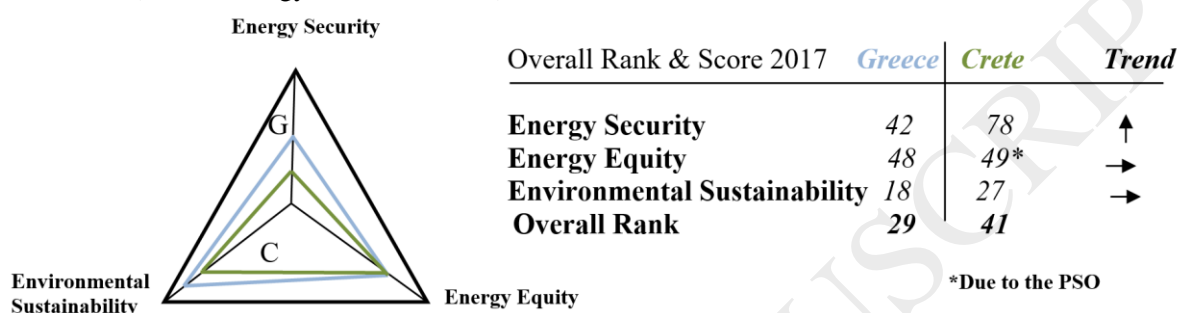 Energy Security
G
C
Environmental
Sustainability
Energy Equity
Overall Rank & Score 2017 Greece Crete Trend
Energy Security 42 78 ↑
Energy Equity 48 49* →
Environmental Sustainability 18 27 →
Overall Rank 29 41
*Due to the PSO